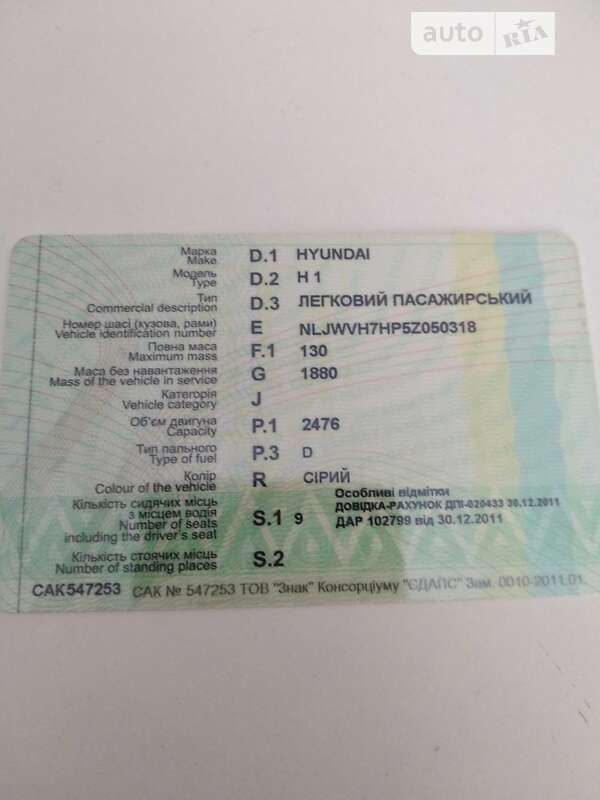 auto RIA
Марка D.1 HYUNDAI
Make
Модель D.2 H 1
Type
Тип D.3 ЛЕГКОВИЙ ПАСАЖИРСЬКИЙ
Commercial description
Номер шасі (кузова, рами) E NLJWVH7HP5Z050318
Vehicle identification number
Повна маса F.1 130
Maximum mass
Маса без навантаження G 1880
Mass of the vehicle in service
Категорія J
Vehicle category
Об'єм двигуна P.1 2476
Capacity
Тип пального P.3 D
Type of fuel
Колір R СІРИЙ
Colour of the vehicle
Особливі відмітки
Кількість сидячих місць ДОВІДКА-РАХУНОК ДПІ-020433 30.12.2011
з місцем водія S.1 9 ДАР 102799 від 30.12.2011
Number of seats
including the driver's seat
Кількість стоячих місць S.2
Number of standing places
САК547253 САК № 547253 ТОВ "Знак" Консорціуму "ЄДАПС" Зам. 0010-2011.01